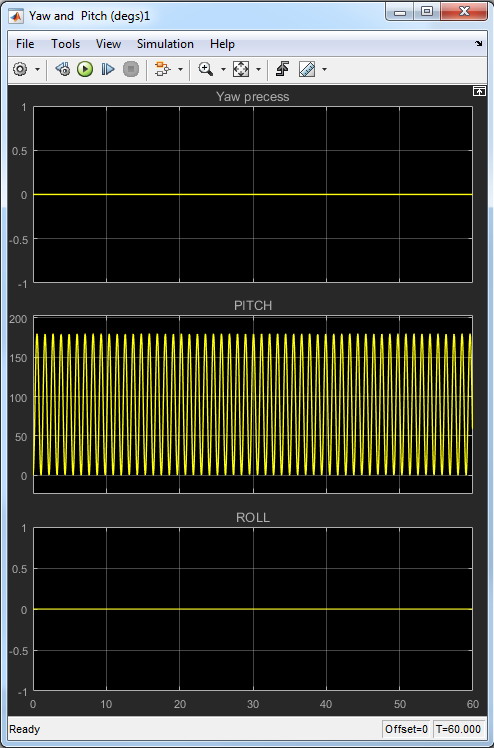 Yaw and Pitch (degs)1
File Tools View Simulation Help
Yaw precess
1
0.5
0
-0.5
-1
PITCH
200
150
100
50
0
ROLL
1
0.5
0
-0.5
-1
0 10 20 30 40 50 60
Ready Offset=0 T=60.000